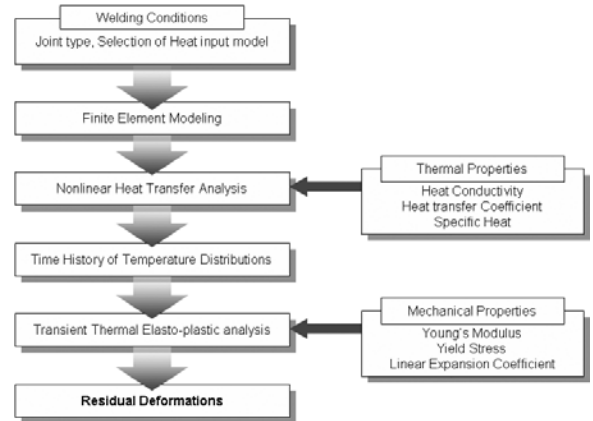 Welding Conditions
Joint type, Selection of Heat input model
Finite Element Modeling
Nonlinear Heat Transfer Analysis
Thermal Properties
Heat Conductivity
Heat transfer Coefficient
Specific Heat
Time History of Temperature Distributions
Transient Thermal Elasto-plastic analysis
Mechanical Properties
Young's Modulus
Yield Stress
Linear Expansion Coefficient
Residual Deformations